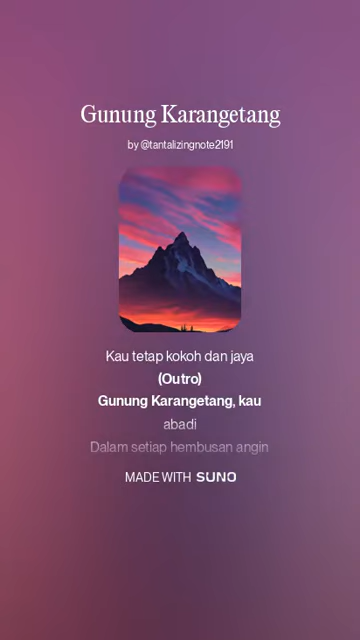 Gunung Karangetang
by @tantalizingnote2191
Kau tetap kokoh dan jaya
(Outro)
Gunung Karangetang, kau
abadi
Dalam setiap hembusan angin
MADE WITH SUNO